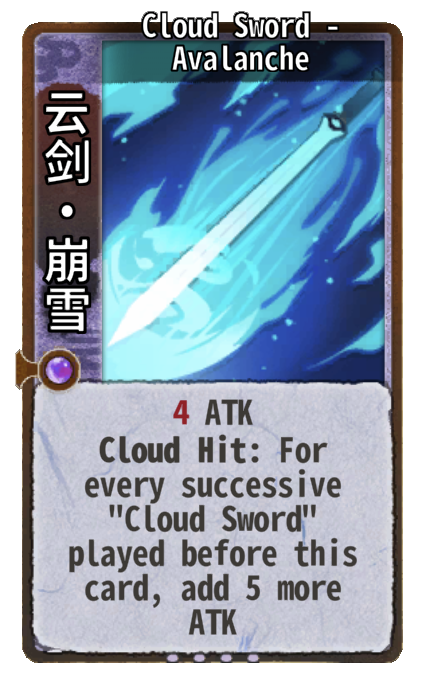 Cloud Sword -
Avalanche
云剑·崩雪
4 ATK
Cloud Hit: For
every successive
"Cloud Sword"
played before this
card, add 5 more
ATK